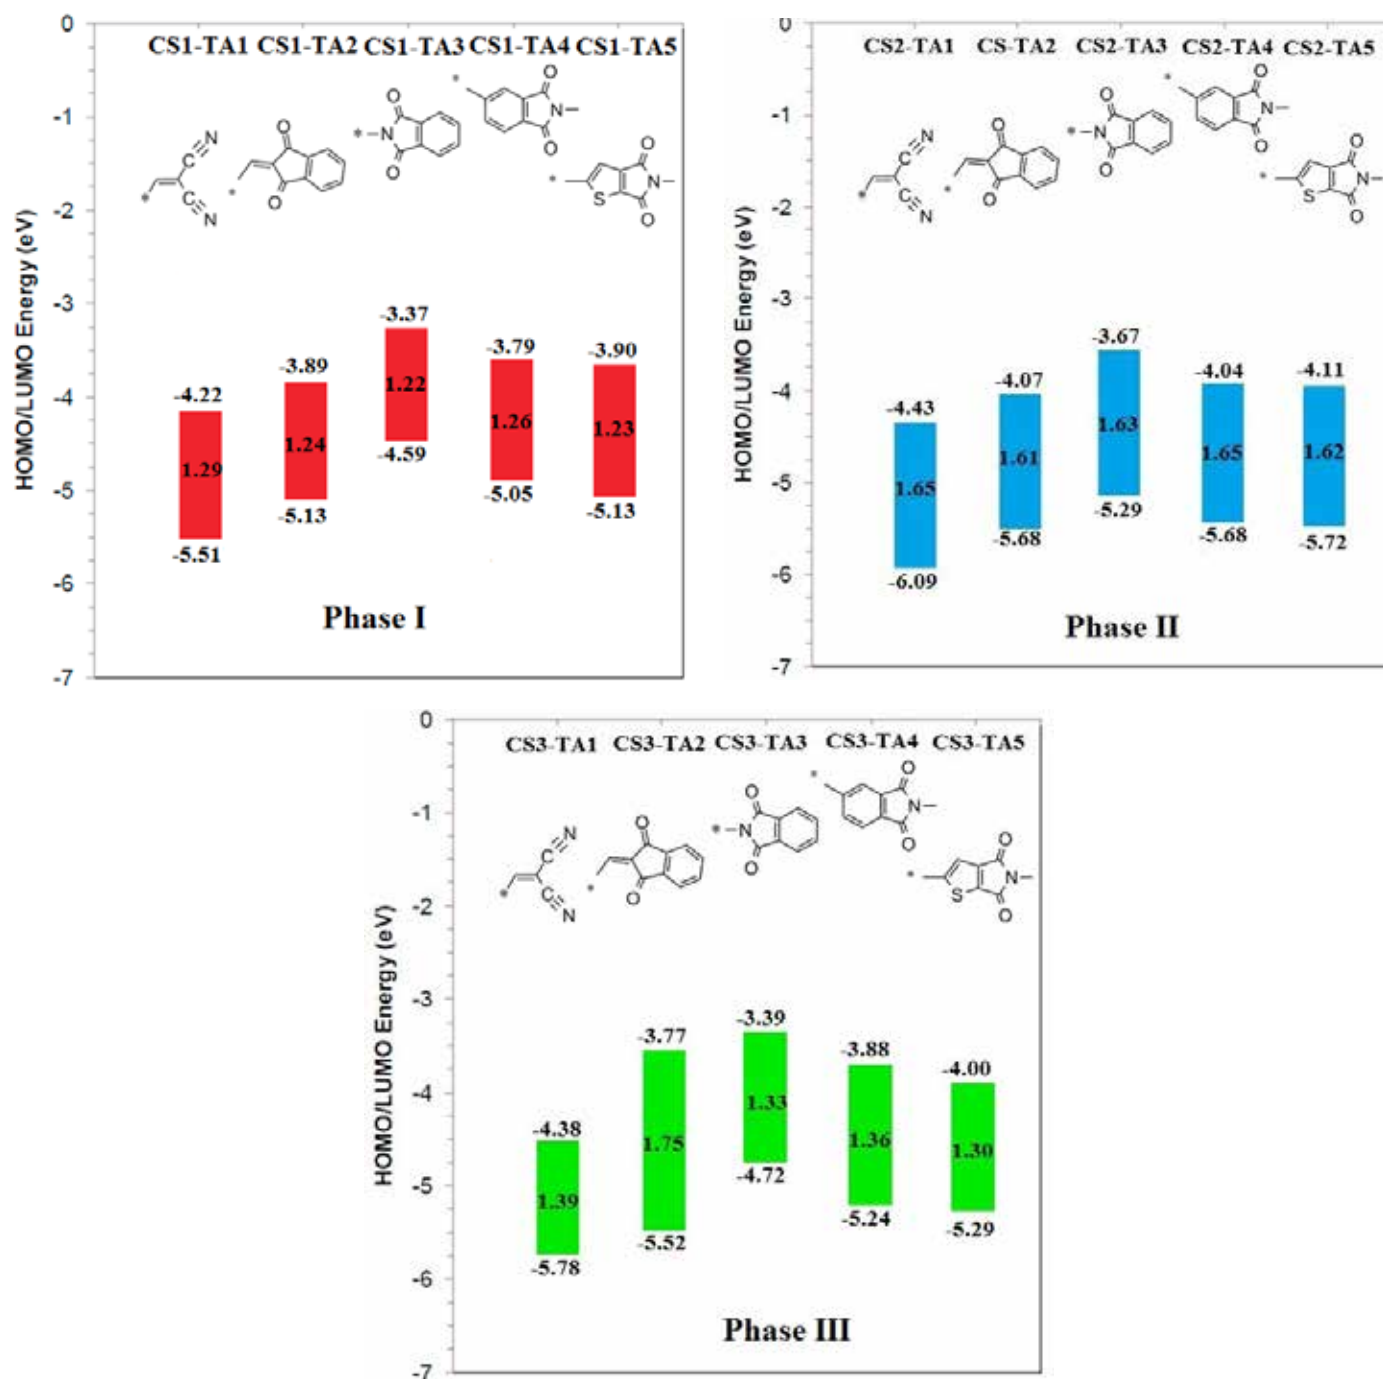 0
CS1-TA1 CS1-TA2 CS1-TA3 CS1-TA4 CS1-TA5
-1
-2
-3
-4
-5
-6
-7
HOMO/LUMO Energy (eV)
C≡N
C≡N
O
O
N
O
O
O
O
N
O
O
S
N
O
-4.22
1.29
-5.51
-3.89
1.24
-5.13
-3.37
1.22
-4.59
-3.79
1.26
-5.05
-3.90
1.23
-5.13
Phase I
0
CS2-TA1 CS-TA2 CS2-TA3 CS2-TA4 CS2-TA5
-1
-2
-3
-4
-5
-6
-7
HOMO/LUMO Energy (eV)
C≡N
C≡N
O
O
N
O
O
O
O
N
O
O
S
N
O
-4.43
1.65
-6.09
-4.07
1.61
-5.68
-3.67
1.63
-5.29
-4.04
1.65
-5.68
-4.11
1.62
-5.72
Phase II
0
CS3-TA1 CS3-TA2 CS3-TA3 CS3-TA4 CS3-TA5
-1
-2
-3
-4
-5
-6
-7
HOMO/LUMO Energy (eV)
C≡N
C≡N
O
O
N
O
O
O
O
N
O
O
S
N
O
-4.38
1.39
-5.78
-3.77
1.75
-5.52
-3.39
1.33
-4.72
-3.88
1.36
-5.24
-4.00
1.30
-5.29
Phase III